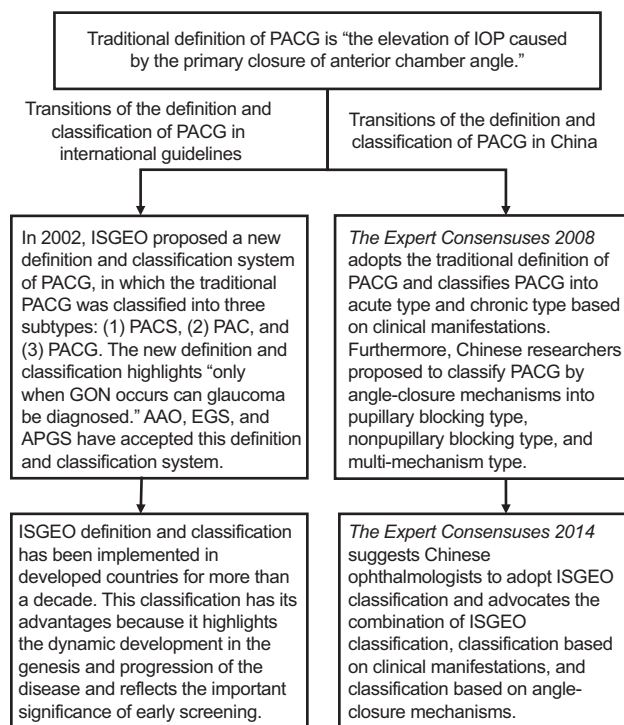 Traditional definition of PACG is “the elevation of IOP caused
by the primary closure of anterior chamber angle.”
Transitions of the definition and
classification of PACG in
international guidelines
Transitions of the definition and
classification of PACG in China
In 2002, ISGEO proposed a new
definition and classification system
of PACG, in which the traditional
PACG was classified into three
subtypes: (1) PACS, (2) PAC, and
(3) PACG. The new definition and
classification highlights “only
when GON occurs can glaucoma
be diagnosed.” AAO, EGS, and
APGS have accepted this definition
and classification system.
The Expert Consensuses 2008
adopts the traditional definition of
PACG and classifies PACG into
acute type and chronic type based
on clinical manifestations.
Furthermore, Chinese researchers
proposed to classify PACG by
angle-closure mechanisms into
pupillary blocking type,
nonpupillary blocking type, and
multi-mechanism type.
ISGEO definition and classification
has been implemented in
developed countries for more than
a decade. This classification has its
advantages because it highlights
the dynamic development in the
genesis and progression of the
disease and reflects the important
significance of early screening.
The Expert Consensuses 2014
suggests Chinese
ophthalmologists to adopt ISGEO
classification and advocates the
combination of ISGEO
classification, classification based
on clinical manifestations, and
classification based on angle-
closure mechanisms.